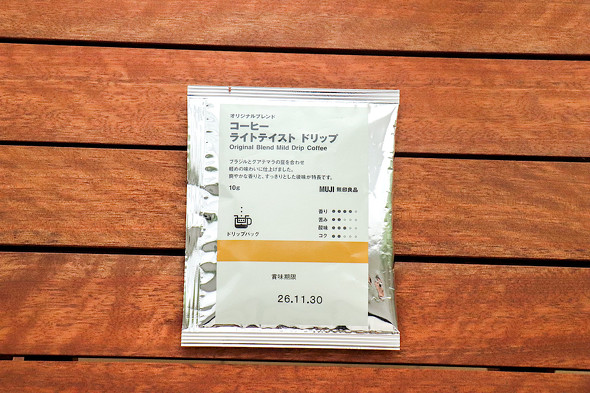 オリジナルブレンド
コーヒー
ライトテイスト ドリップ
Original Blend Mild Drip Coffee
ブラジルとグアテマラの豆を合わせ
軽めの味わいに仕上げました。
爽やかな香りと、すっきりとした後味が特長です。
10g
MUJI 無印良品
香り
苦み
酸味
コク
ドリップパック
賞味期限
26.11.30